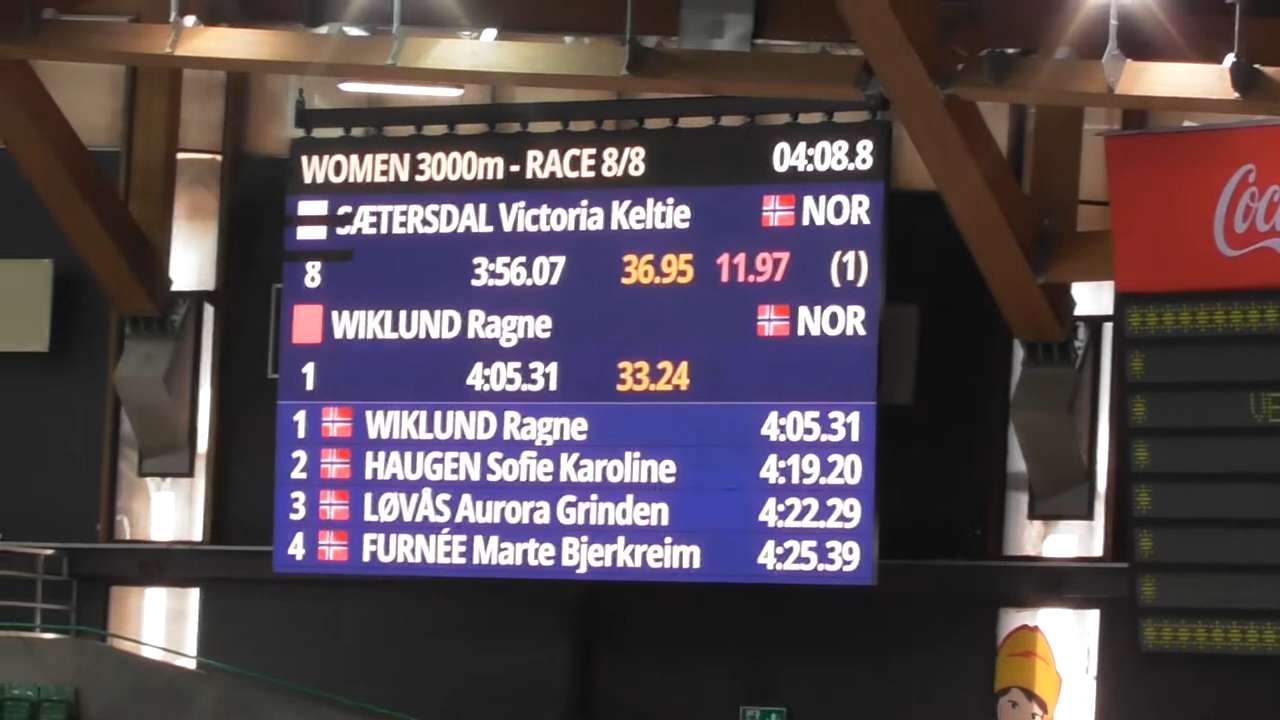 WOMEN 3000m - RACE 8/8 04:08.8
SÆTERSDAL Victoria Keltie NOR
8 3:56.07 36.95 11.97 (1)
WIKLUND Ragne NOR
1 4:05.31 33.24
1 WIKLUND Ragne 4:05.31
2 HAUGEN Sofie Karoline 4:19.20
3 LØVÅS Aurora Grinden 4:22.29
4 FURNÉE Marte Bjerkreim 4:25.39
Coc
VE